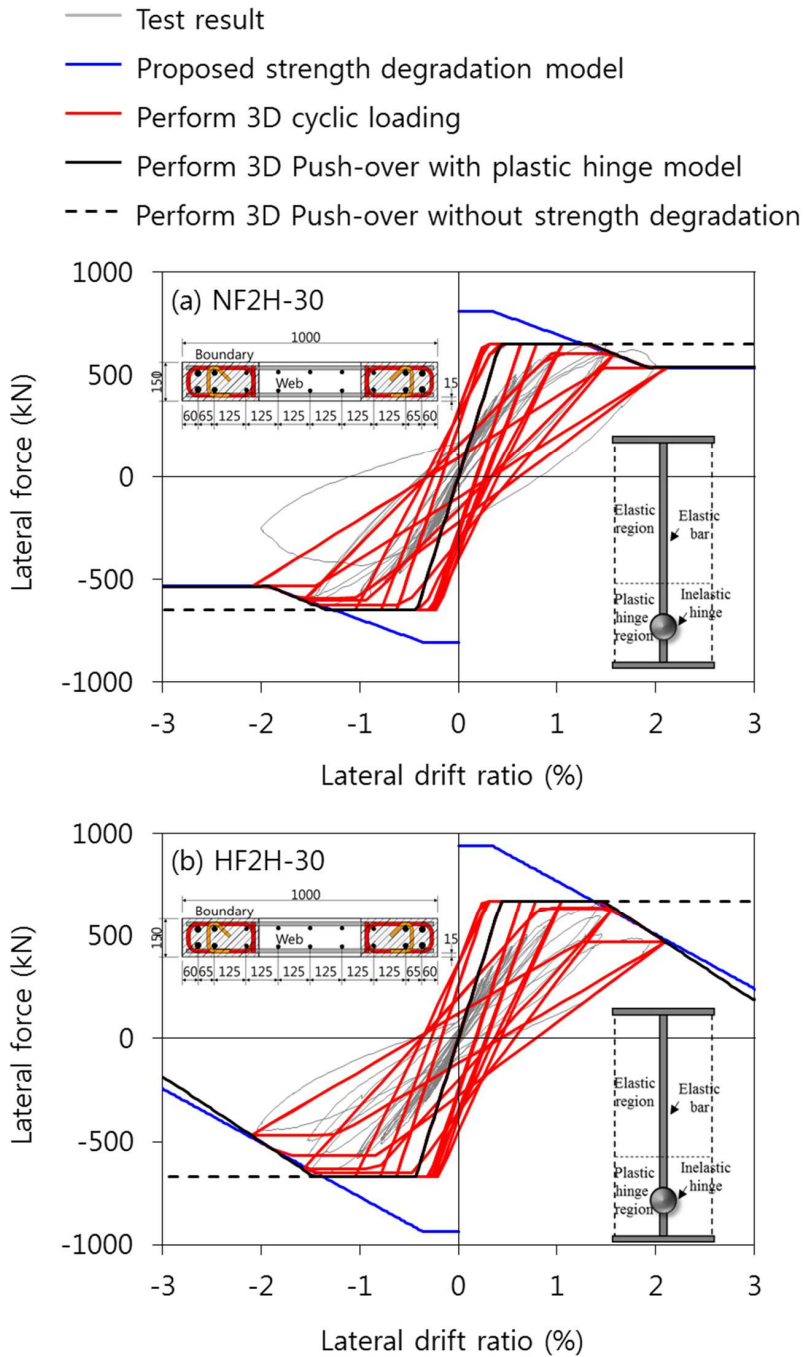 Test result
Proposed strength degradation model
Perform 3D cyclic loading
Perform 3D Push-over with plastic hinge model
Perform 3D Push-over without strength degradation
1000
500
0
-500
-1000
Lateral force (kN)
(a) NF2H-30
1000
Boundary
Web
150
15
60 65 125 125 125 125 125 125 65 60
Elastic region
Elastic bar
Plastic hinge region
Inelastic hinge
-3 -2 -1 0 1 2 3
Lateral drift ratio (%)
1000
500
0
-500
-1000
Lateral force (kN)
(b) HF2H-30
1000
Boundary
Web
150
15
60 65 125 125 125 125 125 125 65 60
Elastic region
Elastic bar
Plastic hinge region
Inelastic hinge
-3 -2 -1 0 1 2 3
Lateral drift ratio (%)